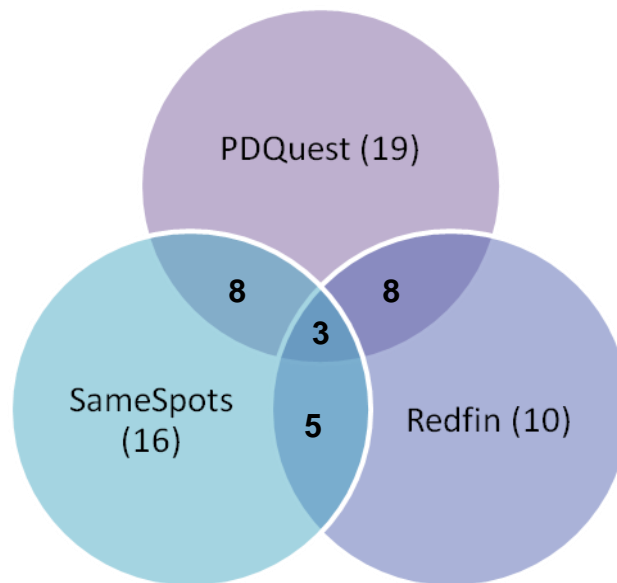 PDQuest (19)
8
8
3
SameSpots
(16)
5
Redfin (10)